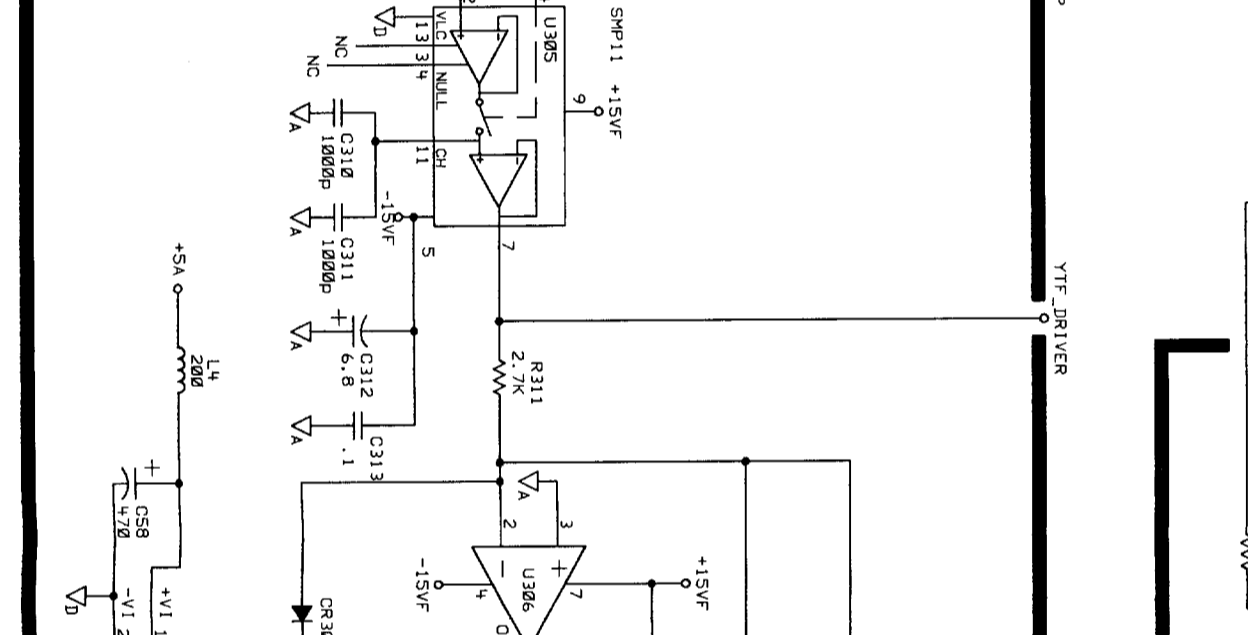 SMP11
+15VF
U305
9
VLC
13
3
4
NULL
NC
NC
D
CH
11
C310
1000p
A
C311
1000p
A
-15VF
5
7
YTF_DRIVER
+5A
L4
200
R311
2.7K
+
C312
6.8
A
C313
.1
A
A
2
3
-
+
U306
4
7
-15VF
+15VF
+
C58
470
D
-VI
+VI